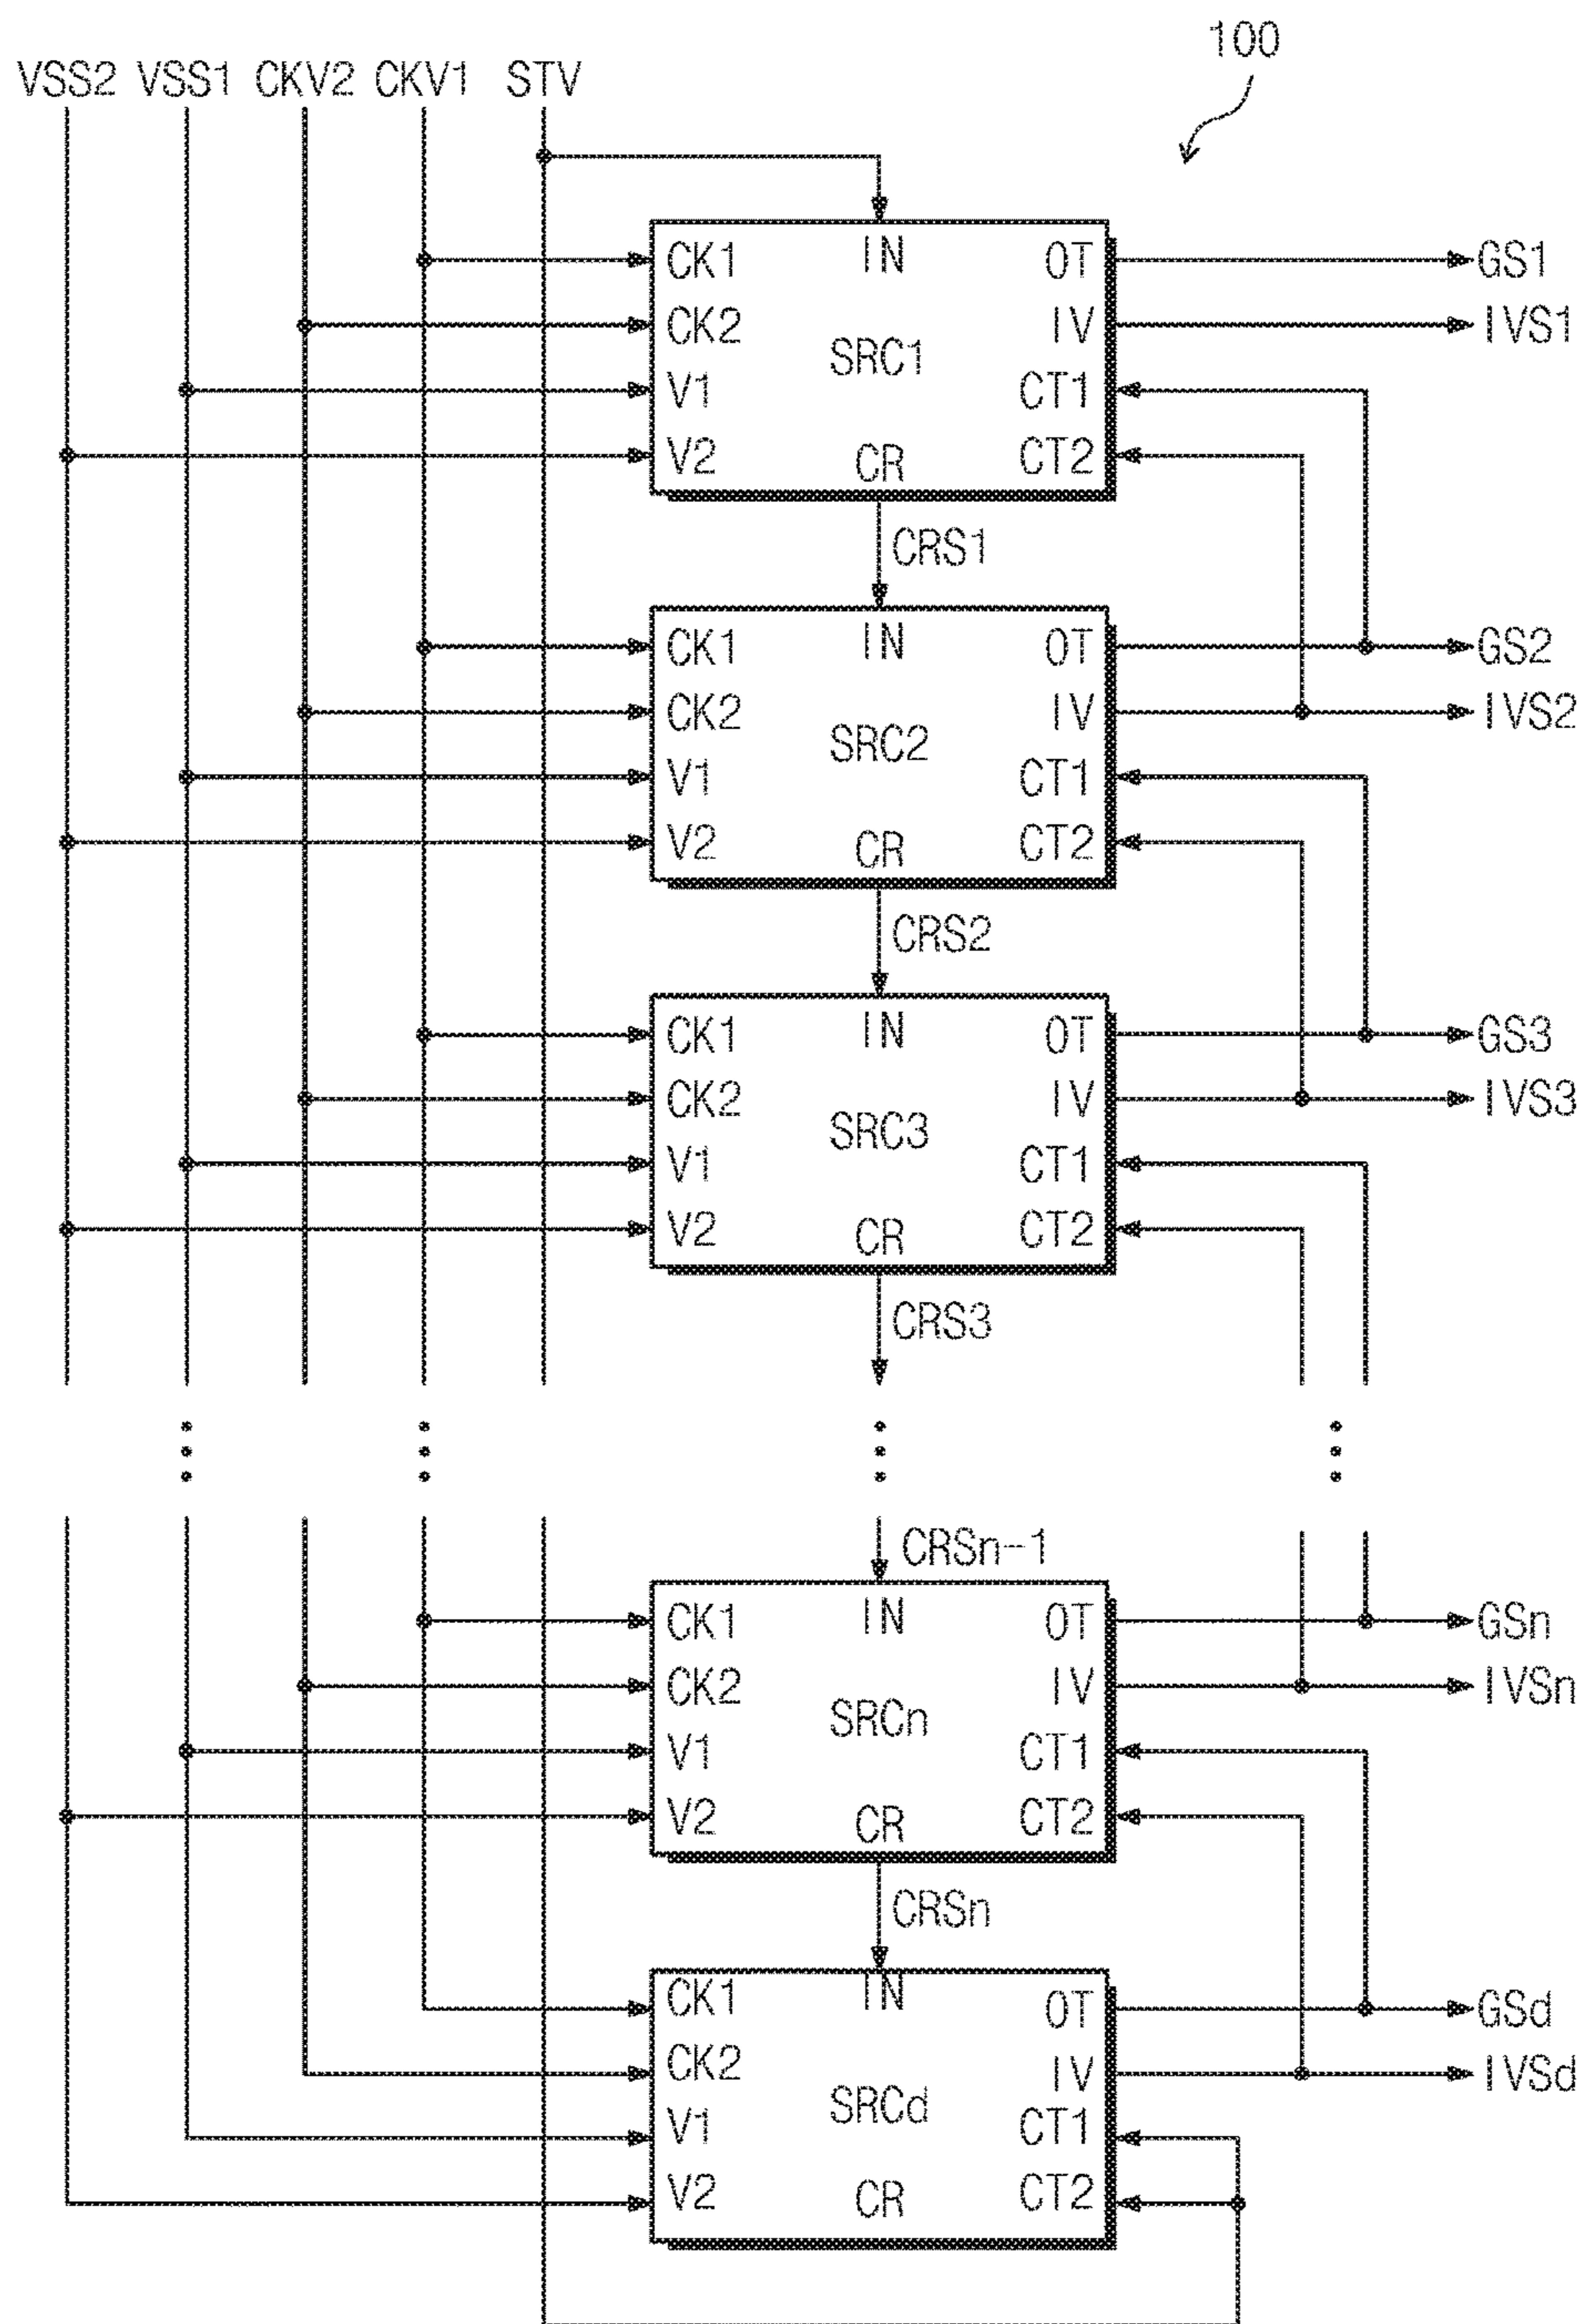 100
VSS2 VSS1 CKV2 CKV1 STV
CK1 IN OT GS1
CK2 IV IVS1
SRC1
V1 CT1
V2 CR CT2
CRS1
CK1 IN OT GS2
CK2 IV IVS2
SRC2
V1 CT1
V2 CR CT2
CRS2
CK1 IN OT GS3
CK2 IV IVS3
SRC3
V1 CT1
V2 CR CT2
CRS3
CRSn-1
CK1 IN OT GSn
CK2 IV IVSn
SRCn
V1 CT1
V2 CR CT2
CRSn
CK1 IN OT GSd
CK2 IV IVSd
SRCd
V1 CT1
V2 CR CT2